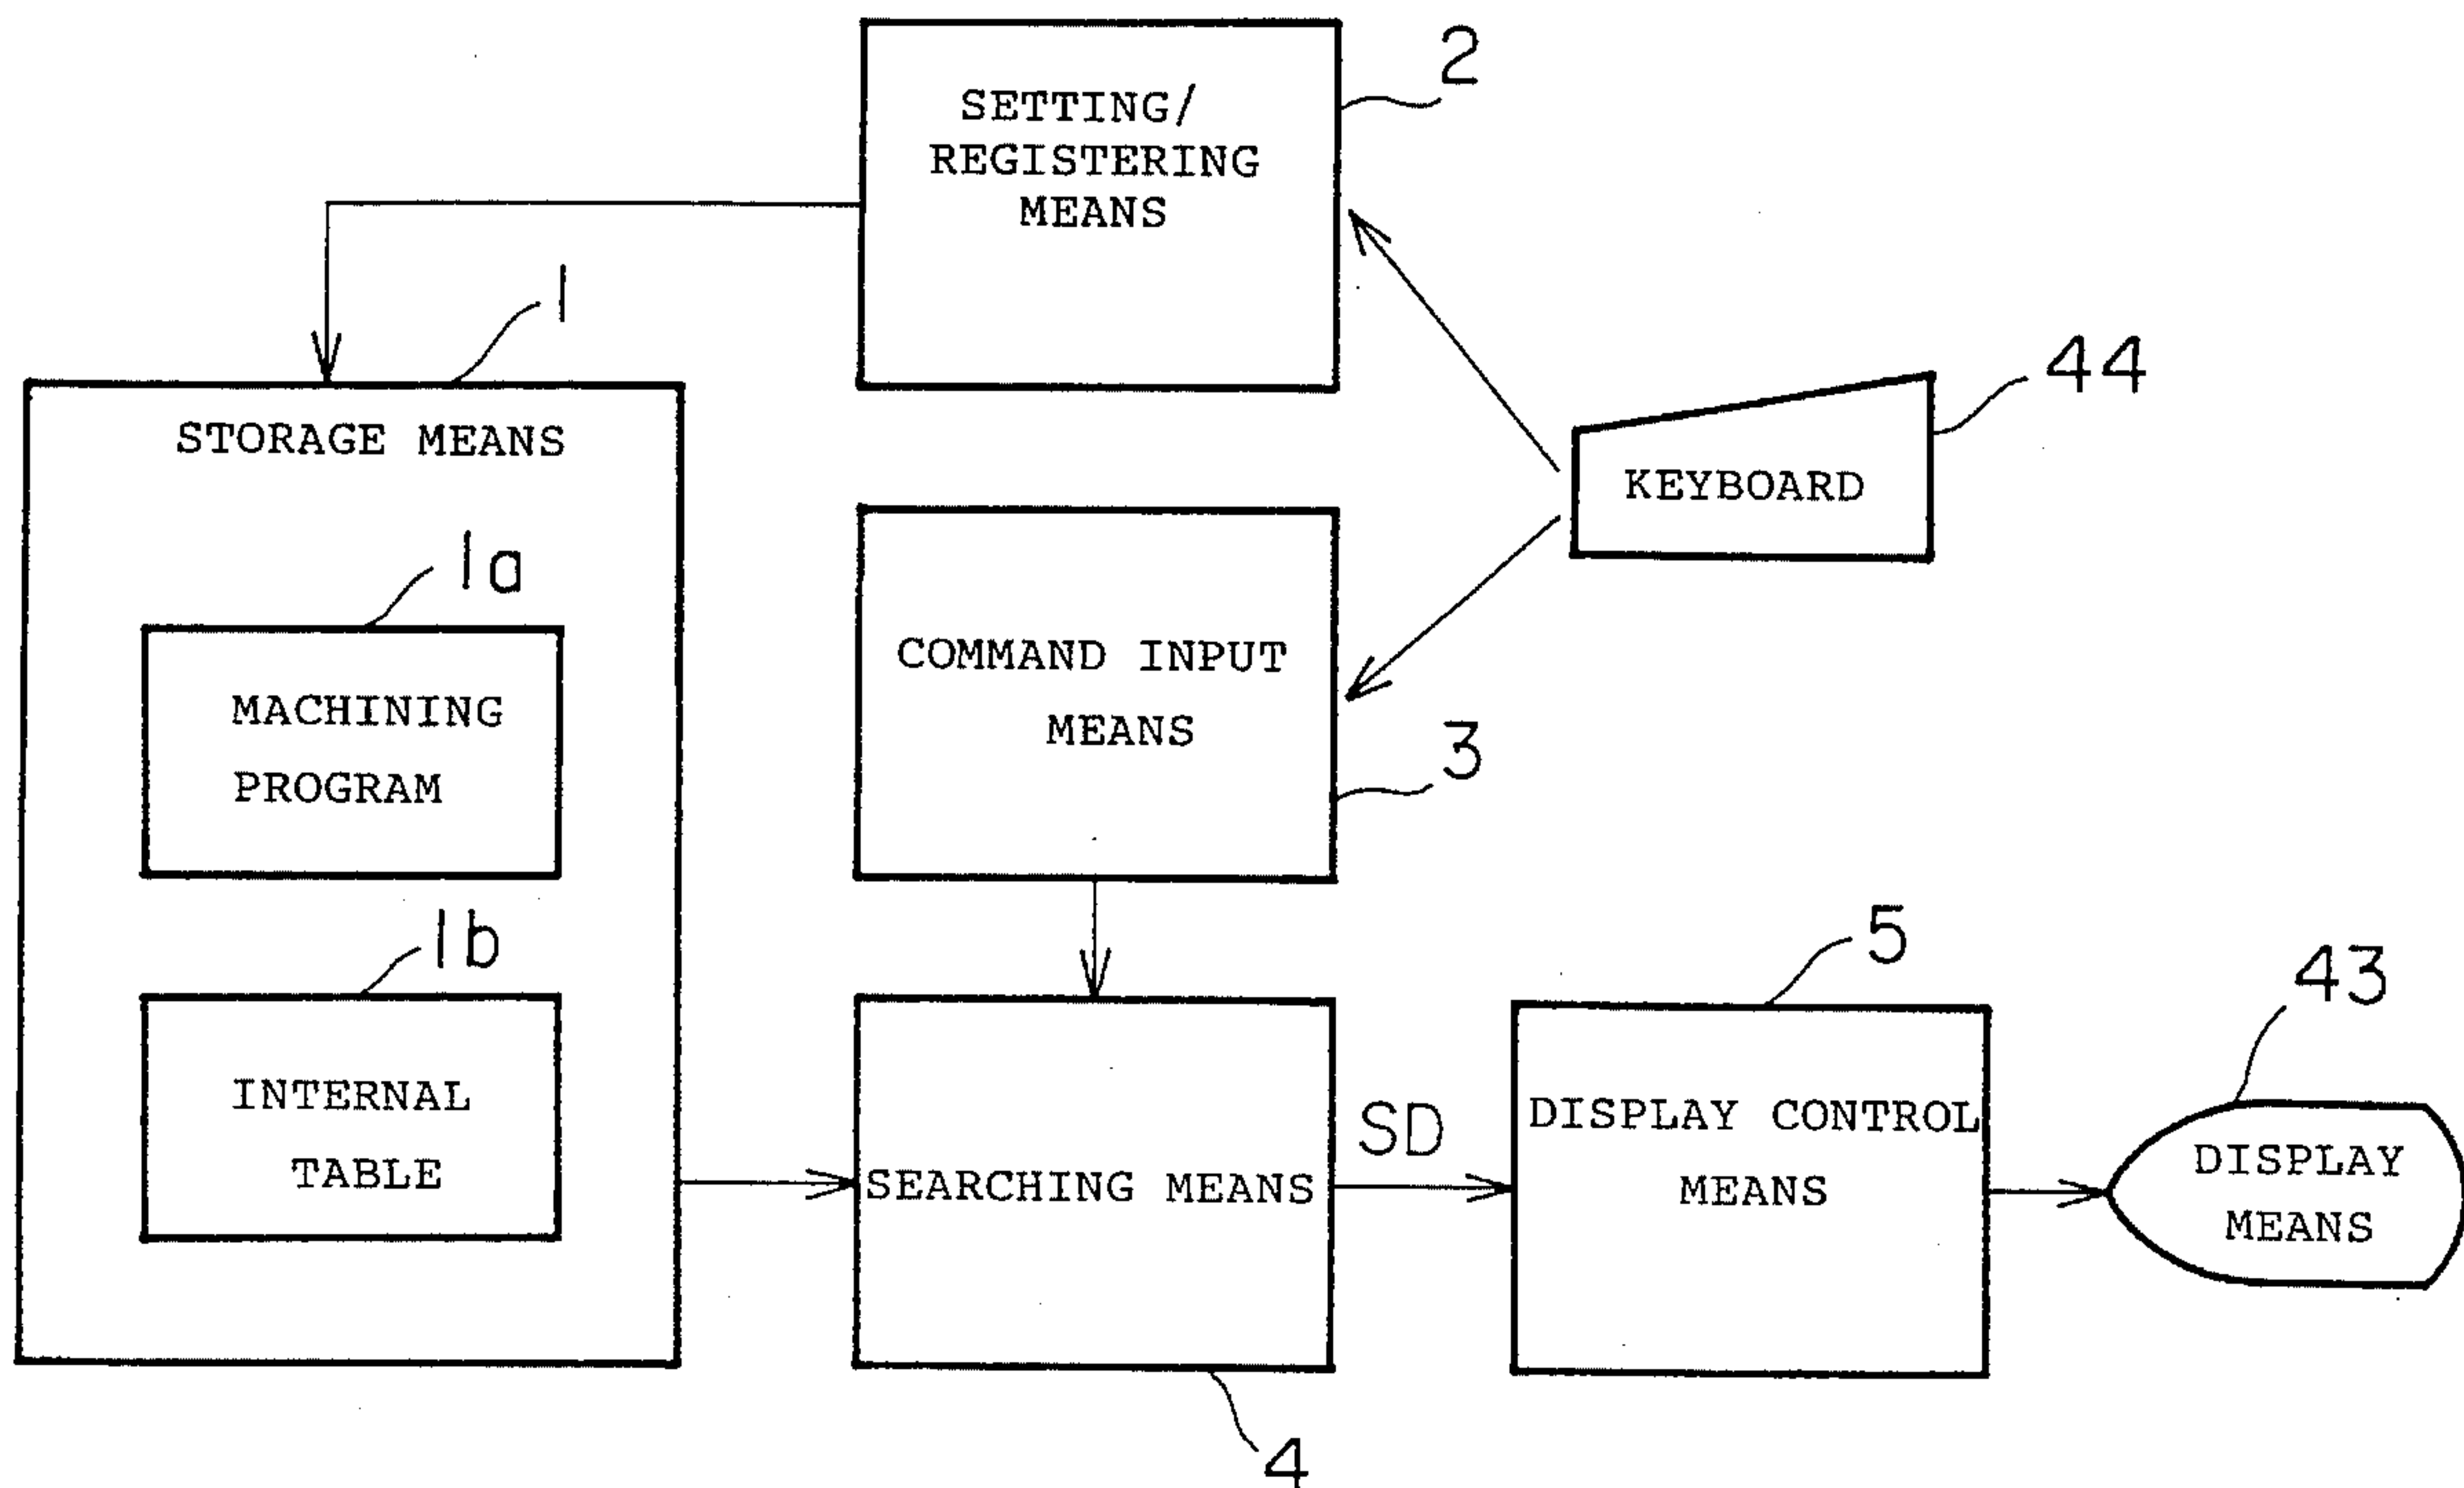 2
SETTING/
REGISTERING
MEANS
1
44
STORAGE MEANS
KEYBOARD
1a
COMMAND INPUT
MEANS
MACHINING
PROGRAM
3
1b
5
43
INTERNAL
TABLE
SEARCHING MEANS
SD
DISPLAY CONTROL
MEANS
DISPLAY
MEANS
4